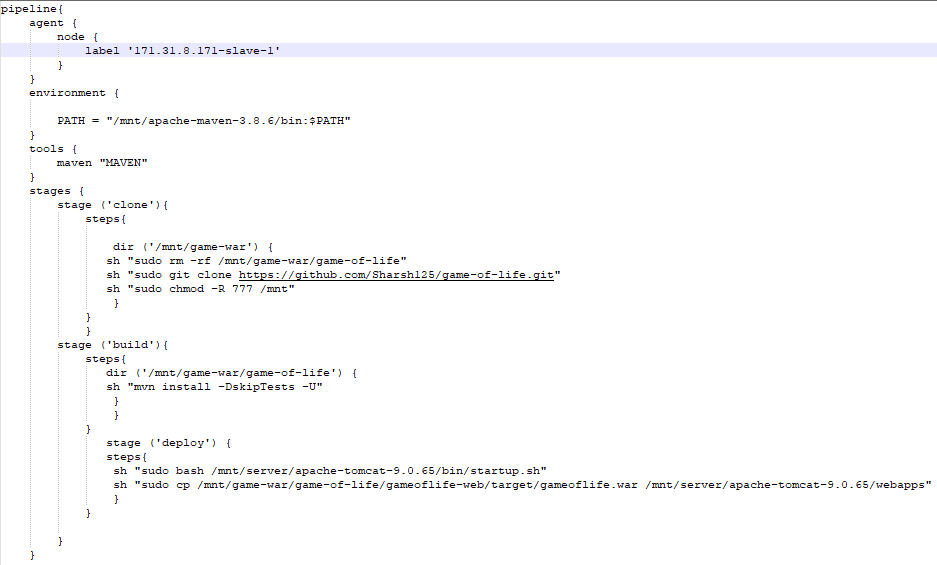 pipeline{
    agent {
        node {
            label '171.31.8.171-slave-1'
        }
    }
    environment {

        PATH = "/mnt/apache-maven-3.8.6/bin:$PATH"
    }
    tools {
        maven "MAVEN"
    }
    stages {
        stage ('clone'){
            steps{

                dir ('/mnt/game-war') {
               sh "sudo rm -rf /mnt/game-war/game-of-life"
               sh "sudo git clone https://github.com/Sharsh125/game-of-life.git"
               sh "sudo chmod -R 777 /mnt"
                }
            }
            }
        stage ('build'){
            steps{
               dir ('/mnt/game-war/game-of-life') {
               sh "mvn install -DskipTests -U"
                }
                }
            }
               stage ('deploy') {
               steps{
                sh "sudo bash /mnt/server/apache-tomcat-9.0.65/bin/startup.sh"
                sh "sudo cp /mnt/game-war/game-of-life/gameoflife-web/target/gameoflife.war /mnt/server/apache-tomcat-9.0.65/webapps"
                }
            }

        }
    }